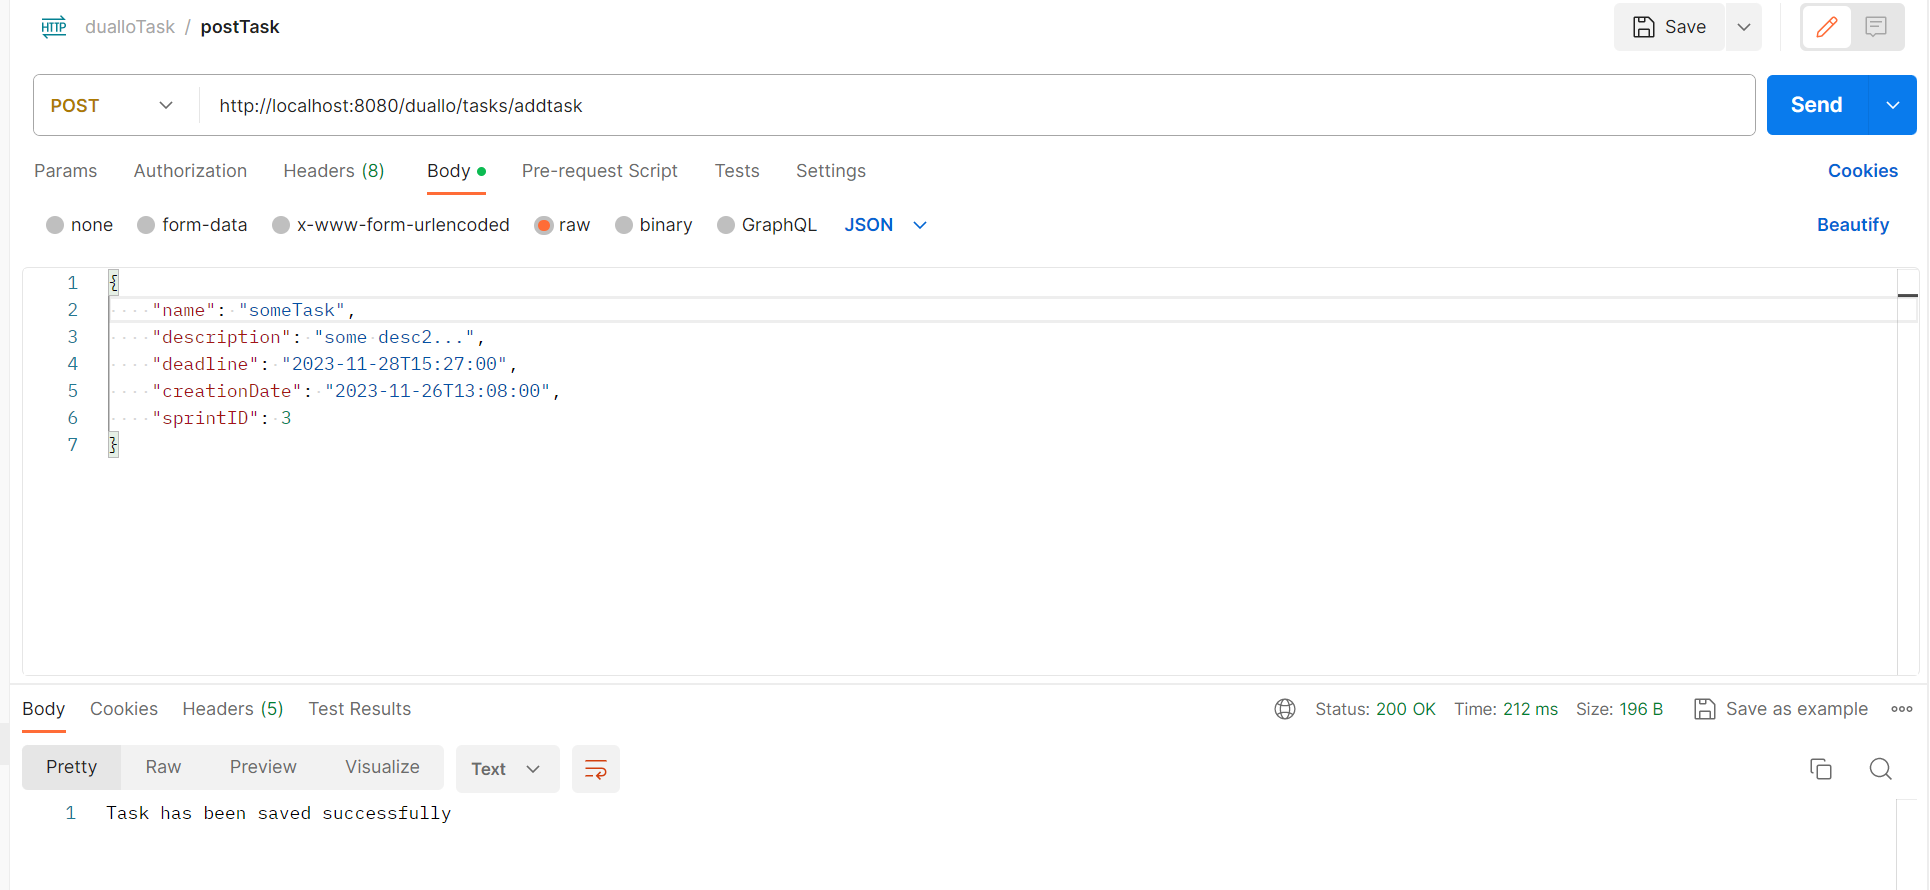 HTTP dualloTask / postTask Save
POST http://localhost:8080/duallo/tasks/addtask Send
Params Authorization Headers (8) Body Pre-request Script Tests Settings Cookies
none form-data x-www-form-urlencoded raw binary GraphQL JSON Beautify
1 {
2 "name": "someTask",
3 "description": "some desc2...",
4 "deadline": "2023-11-28T15:27:00",
5 "creationDate": "2023-11-26T13:08:00",
6 "sprintID": 3
7 }
Body Cookies Headers (5) Test Results Status: 200 OK Time: 212 ms Size: 196 B Save as example
Pretty Raw Preview Visualize Text
1 Task has been saved successfully